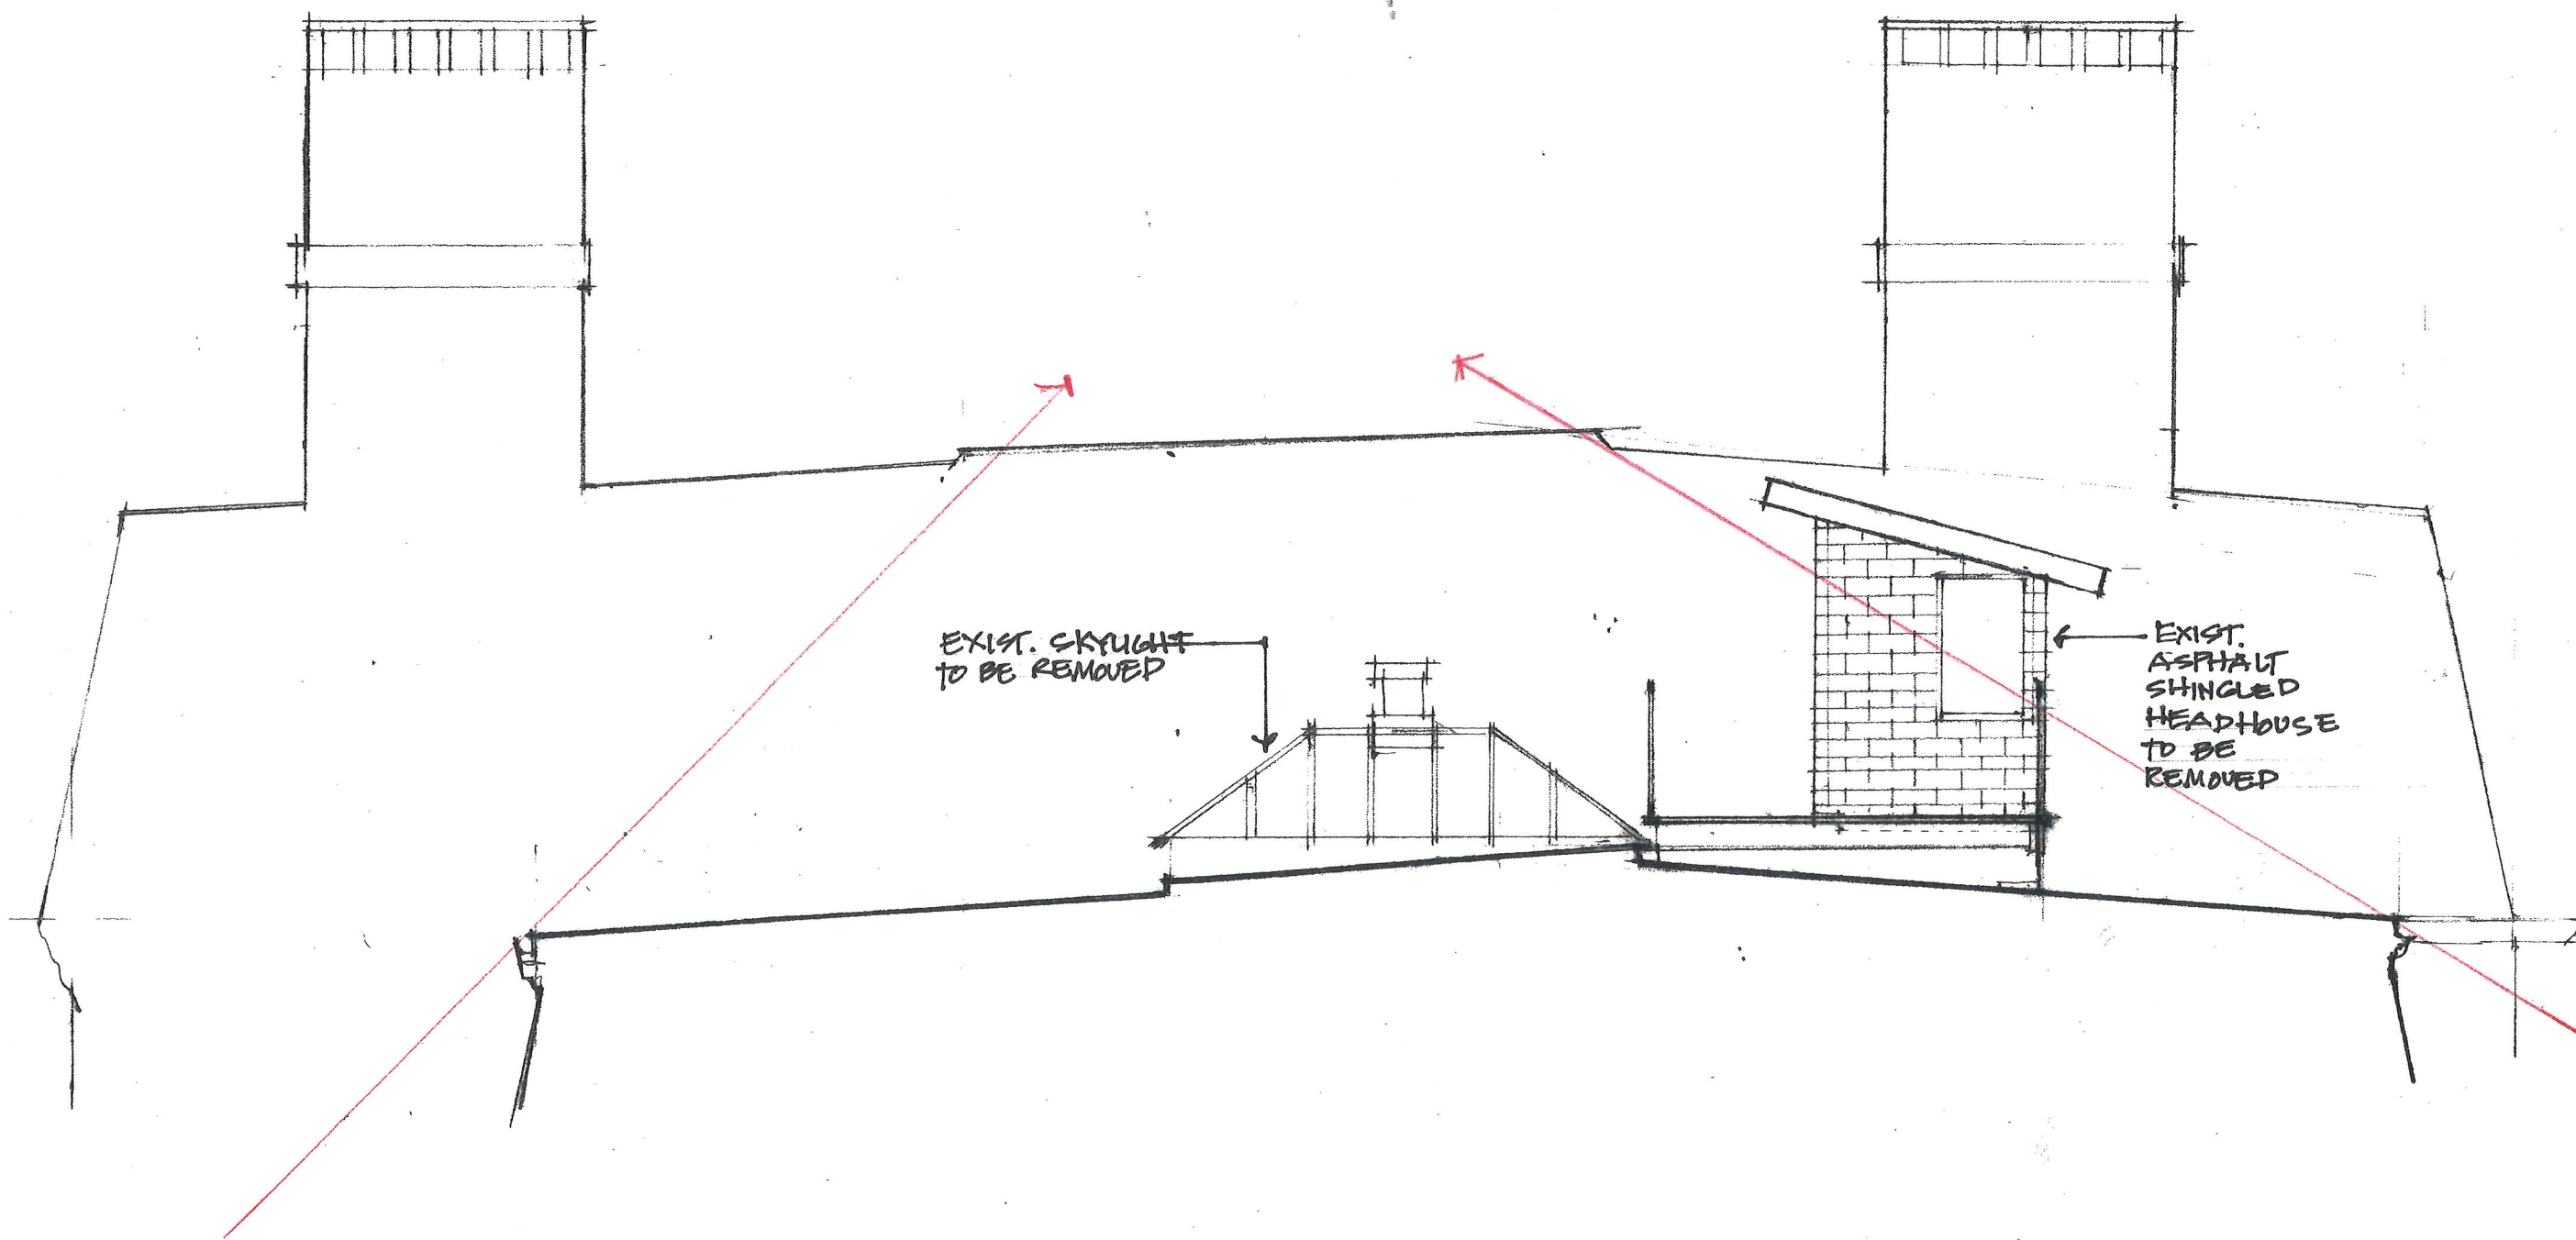 EXIST. SKYLIGHT
TO BE REMOVED
EXIST.
ASPHALT
SHINGLED
HEADHOUSE
TO BE
REMOVED